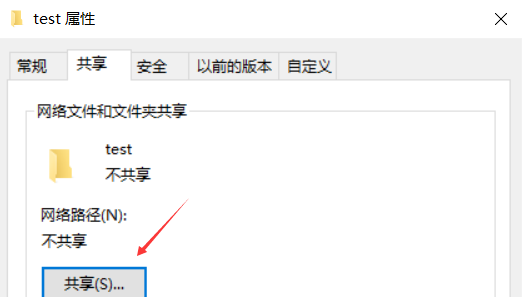 test 属性
常规 共享 安全 以前的版本 自定义
网络文件和文件夹共享
test
不共享
网络路径(N):
不共享
共享(S)...